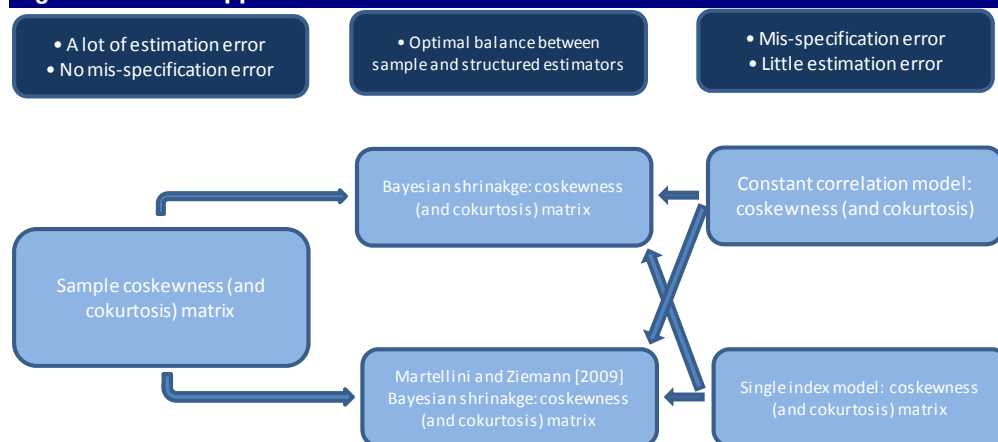 • A lot of estimation error
• No mis-specification error
• Optimal balance between
sample and structured estimators
• Mis-specification error
• Little estimation error
Bayesian shrinakge: coskewness
(and cokurtosis) matrix
Constant correlation model:
coskewness (and cokurtosis)
Sample coskewness (and
cokurtosis) matrix
Martellini and Ziemann [2009]
Bayesian shrinkage: coskewness
(and cokurtosis) matrix
Single index model: coskewness
(and cokurtosis) matrix